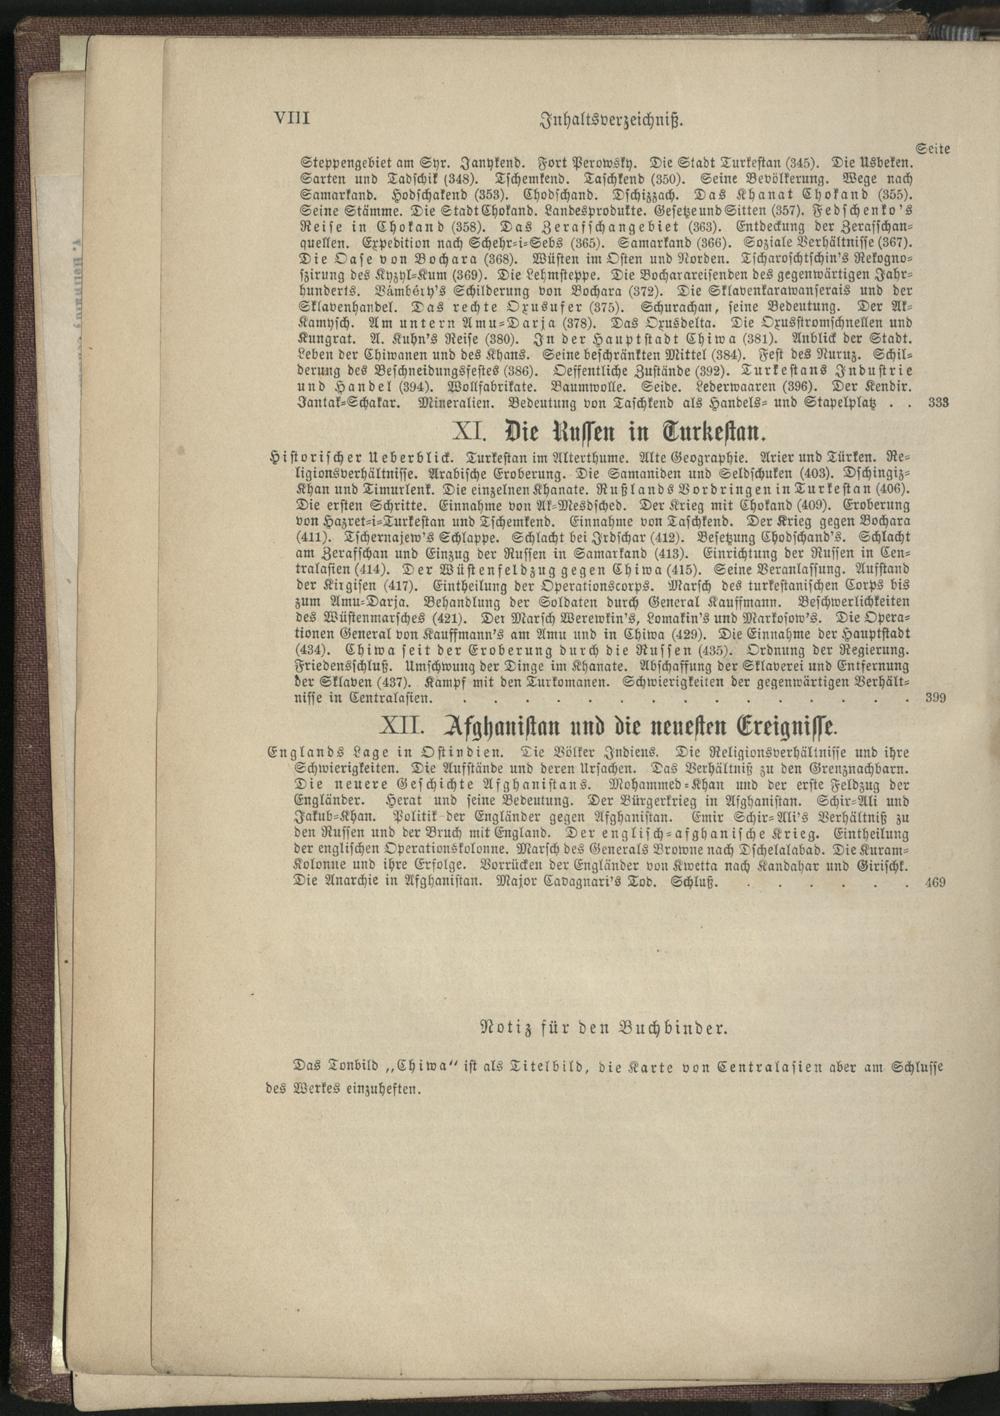 VIII Inhaltsverzeichniß.
Seite
Steppengebiet am Syr. Janykend. Fort Perowsky. Die Stadt Turkestan (345). Die Usbeken.
Sarten und Tadschik (348). Tschemkend. Taschkend (350). Seine Bevölkerung. Wege nach
Samarkand. Hodschakend (353). Chodschand. Dschizzach. Das Khanat Chokand (355).
Seine Stämme. Die Stadt Chokand. Landesprodukte. Gesetze und Sitten (357). Fedschenko's
Reise in Chokand (358). Das Zerafschangebiet (363). Entdeckung der Zerafschan-
quellen. Expedition nach Schehr-i-Sebs (365). Samarkand (366). Soziale Verhältnisse (367).
Die Oase von Bochara (368). Wüsten im Osten und Norden. Tscharoschtschin's Rekogno-
szirung des Kyzyl-Kum (369). Die Lehmsteppe. Die Bocharareisenden des gegenwärtigen Jahr-
hunderts. Vámbéry's Schilderung von Bochara (372). Die Sklavenkarawanserais und der
Sklavenhandel. Das rechte Oxusufer (375). Schurachan, seine Bedeutung. Der Ak-
Kamysch. Am untern Amu-Darja (378). Das Oxusdelta. Die Oxusstromschnellen und
Kungrat. A. Kuhn's Reise (380). In der Hauptstadt Chiwa (381). Anblick der Stadt.
Leben der Chiwanen und des Khans. Seine beschränkten Mittel (384). Fest des Nuruz. Schil-
derung des Beschneidungsfestes (386). Oeffentliche Zustände (392). Turkestans Industrie
und Handel (394). Wollfabrikate. Baumwolle. Seide. Lederwaaren (396). Der Kendir.
Jantak-Schakar. Mineralien. Bedeutung von Taschkend als Handels- und Stapelplatz . . 333
XI. Die Russen in Turkestan.
Historischer Ueberblick. Turkestan im Alterthume. Alte Geographie. Arier und Türken. Re-
ligionsverhältnisse. Arabische Eroberung. Die Samaniden und Seldschuken (403). Dschingiz-
Khan und Timurlenk. Die einzelnen Khanate. Rußlands Vordringen in Turkestan (406).
Die ersten Schritte. Einnahme von Ak-Mesdsched. Der Krieg mit Chokand (409). Eroberung
von Hazret-i-Turkestan und Tschemkend. Einnahme von Taschkend. Der Krieg gegen Bochara
(411). Tschernajew's Schlappe. Schlacht bei Irdschar (412). Besetzung Chodschand's. Schlacht
am Zerafschan und Einzug der Russen in Samarkand (413). Einrichtung der Russen in Cen-
tralasien (414). Der Wüstenfeldzug gegen Chiwa (415). Seine Veranlassung. Aufstand
der Kirgisen (417). Eintheilung der Operationscorps. Marsch des turkestanischen Corps bis
zum Amu-Darja. Behandlung der Soldaten durch General Kauffmann. Beschwerlichkeiten
des Wüstenmarsches (421). Der Marsch Werewkin's, Lomakin's und Markosow's. Die Opera-
tionen General von Kauffmann's am Amu und in Chiwa (429). Die Einnahme der Hauptstadt
(434). Chiwa seit der Eroberung durch die Russen (435). Ordnung der Regierung.
Friedensschluß. Umschwung der Dinge im Khanate. Abschaffung der Sklaverei und Entfernung
der Sklaven (437). Kampf mit den Turkomanen. Schwierigkeiten der gegenwärtigen Verhält-
nisse in Centralasien. . . . . . . . . . . . . . . . . 399
XII. Afghanistan und die neuesten Ereignisse.
Englands Lage in Ostindien. Die Völker Indiens. Die Religionsverhältnisse und ihre
Schwierigkeiten. Die Aufstände und deren Ursachen. Das Verhältniß zu den Grenznachbarn.
Die neuere Geschichte Afghanistans. Mohammed-Khan und der erste Feldzug der
Engländer. Herat und seine Bedeutung. Der Bürgerkrieg in Afghanistan. Schir-Ali und
Jakub-Khan. Politik der Engländer gegen Afghanistan. Emir Schir-Ali's Verhältniß zu
den Russen und der Bruch mit England. Der englisch-afghanische Krieg. Eintheilung
der englischen Operationskolonne. Marsch des Generals Browne nach Dschelalabad. Die Kuram-
Kolonne und ihre Erfolge. Vorrücken der Engländer von Kwetta nach Kandahar und Girischk.
Die Anarchie in Afghanistan. Major Cavagnari's Tod. Schluß. . . . . . . 469
Notiz für den Buchbinder.
Das Tonbild „Chiwa“ ist als Titelbild, die Karte von Centralasien aber am Schlusse
des Werkes einzuheften.